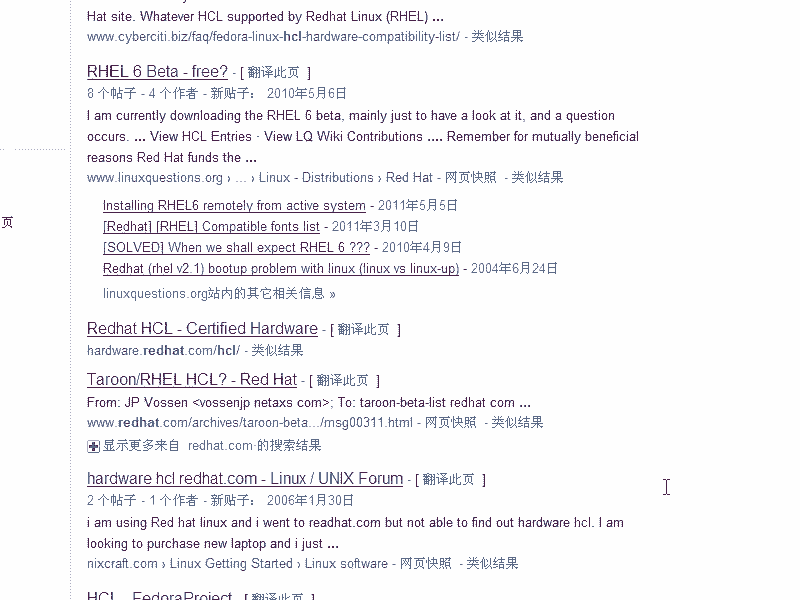 Hat site. Whatever HCL supported by Redhat Linux (RHEL) ...
www.cyberciti.biz/faq/fedora-linux-hcl-hardware-compatibility-list/ - 类似结果
RHEL 6 Beta - free? - [ 翻译此页 ]
8 个帖子 - 4 个作者 - 新贴子: 2010年5月6日
I am currently downloading the RHEL 6 beta, mainly just to have a look at it, and a question
occurs. ... View HCL Entries · View LQ Wiki Contributions .... Remember for mutually beneficial
reasons Red Hat funds the ...
www.linuxquestions.org › ... › Linux - Distributions › Red Hat - 网页快照 - 类似结果
页
Installing RHEL6 remotely from active system - 2011年5月5日
[Redhat] [RHEL] Compatible fonts list - 2011年3月10日
[SOLVED] When we shall expect RHEL 6 ??? - 2010年4月9日
Redhat (rhel v2.1) bootup problem with linux (linux vs linux-up) - 2004年6月24日
linuxquestions.org站内的其它相关信息 »
Redhat HCL - Certified Hardware - [ 翻译此页 ]
hardware.redhat.com/hcl/ - 类似结果
Taroon/RHEL HCL? - Red Hat - [ 翻译此页 ]
From: JP Vossen <vossenjp netaxs com>; To: taroon-beta-list redhat com ...
www.redhat.com/archives/taroon-beta.../msg00311.html - 网页快照 - 类似结果
显示更多来自 redhat.com 的搜索结果
hardware hcl redhat.com - Linux / UNIX Forum - [ 翻译此页 ]
2 个帖子 - 1 个作者 - 新贴子: 2006年1月30日
i am using Red hat linux and i went to readhat.com but not able to find out hardware hcl. I am
looking to purchase new laptop and i just ...
nixcraft.com › Linux Getting Started › Linux software - 网页快照 - 类似结果
HCL - FedoraProject - [ 翻译此页 ]